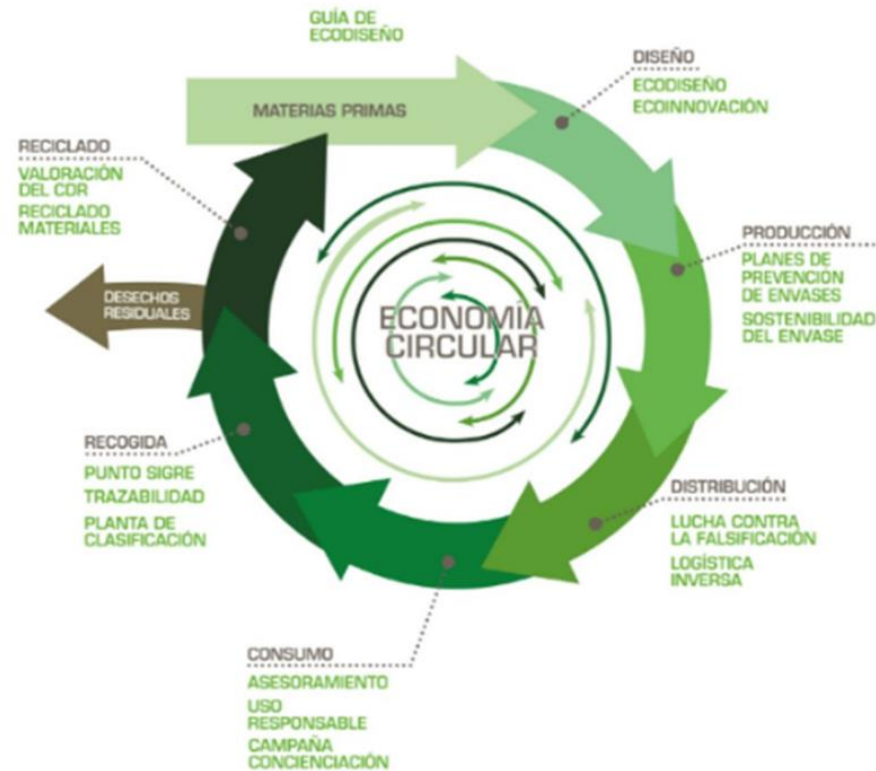 GUÍA DE
ECODISEÑO
MATERIAS PRIMAS
DISEÑO
ECODISEÑO
ECOINNOVACIÓN
PRODUCCIÓN
PLANES DE
PREVENCION
DE ENVASES
SOSTENIBILIDAD
DEL ENVASE
DISTRIBUCIÓN
LUCHA CONTRA
LA FALSIFICACIÓN
LOGÍSTICA
INVERSA
CONSUMO
ASESORAMIENTO
USO
RESPONSABLE
CAMPAÑA
CONCIENCIACIÓN
RECOGIDA
PUNTO SIGRE
TRAZABILIDAD
PLANTA DE
CLASIFICACIÓN
DESECHOS
RESIDUALES
RECICLADO
VALORACIÓN
DEL CDR
RECICLADO
MATERIALES
ECONOMÍA
CIRCULAR